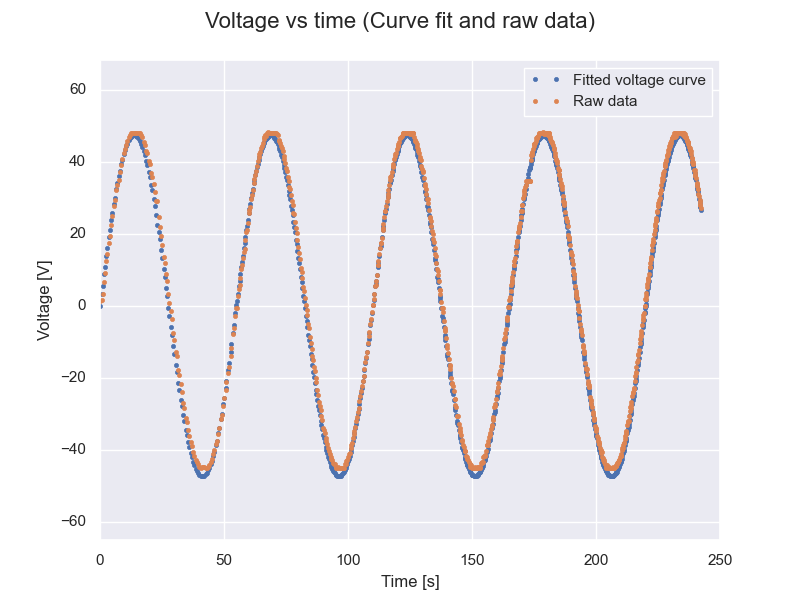 Voltage vs time (Curve fit and raw data)
Fitted voltage curve
Raw data
60
40
20
0
−20
−40
−60
Voltage [V]
0 50 100 150 200 250
Time [s]